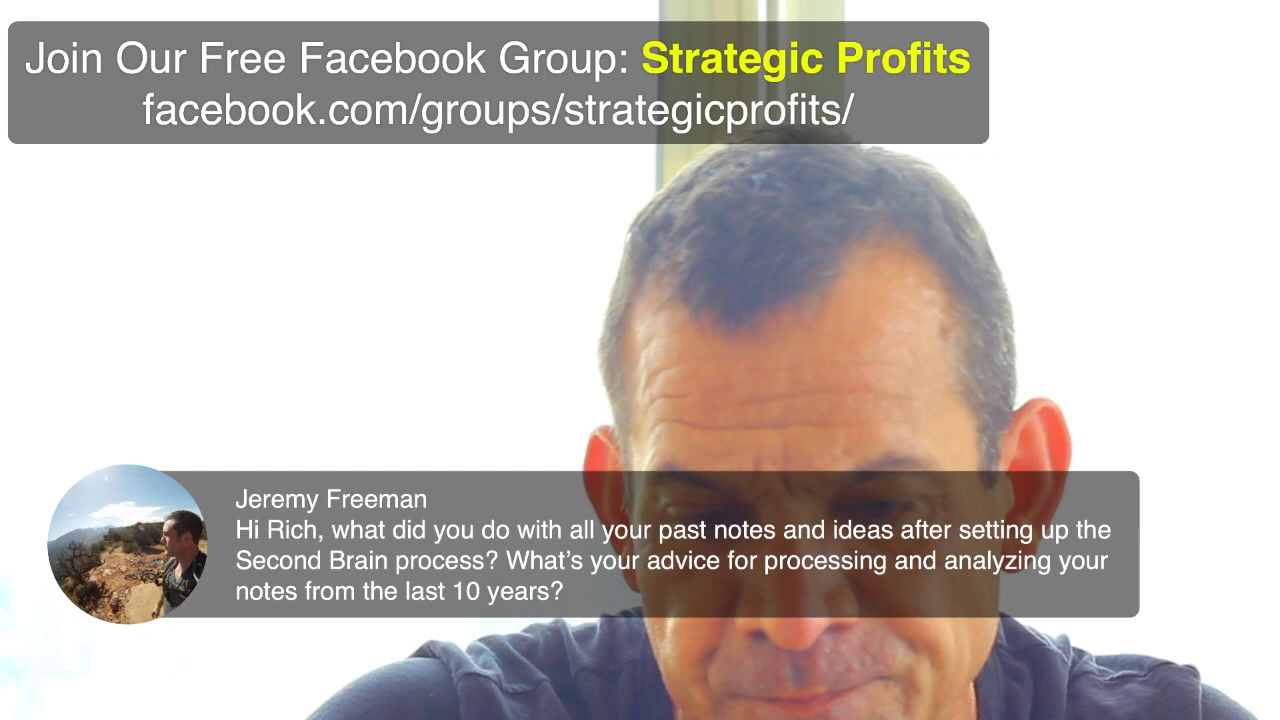 Join Our Free Facebook Group: Strategic Profits
facebook.com/groups/strategicprofits/
Jeremy Freeman
Hi Rich, what did you do with all your past notes and ideas after setting up the
Second Brain process? What’s your advice for processing and analyzing your
notes from the last 10 years?